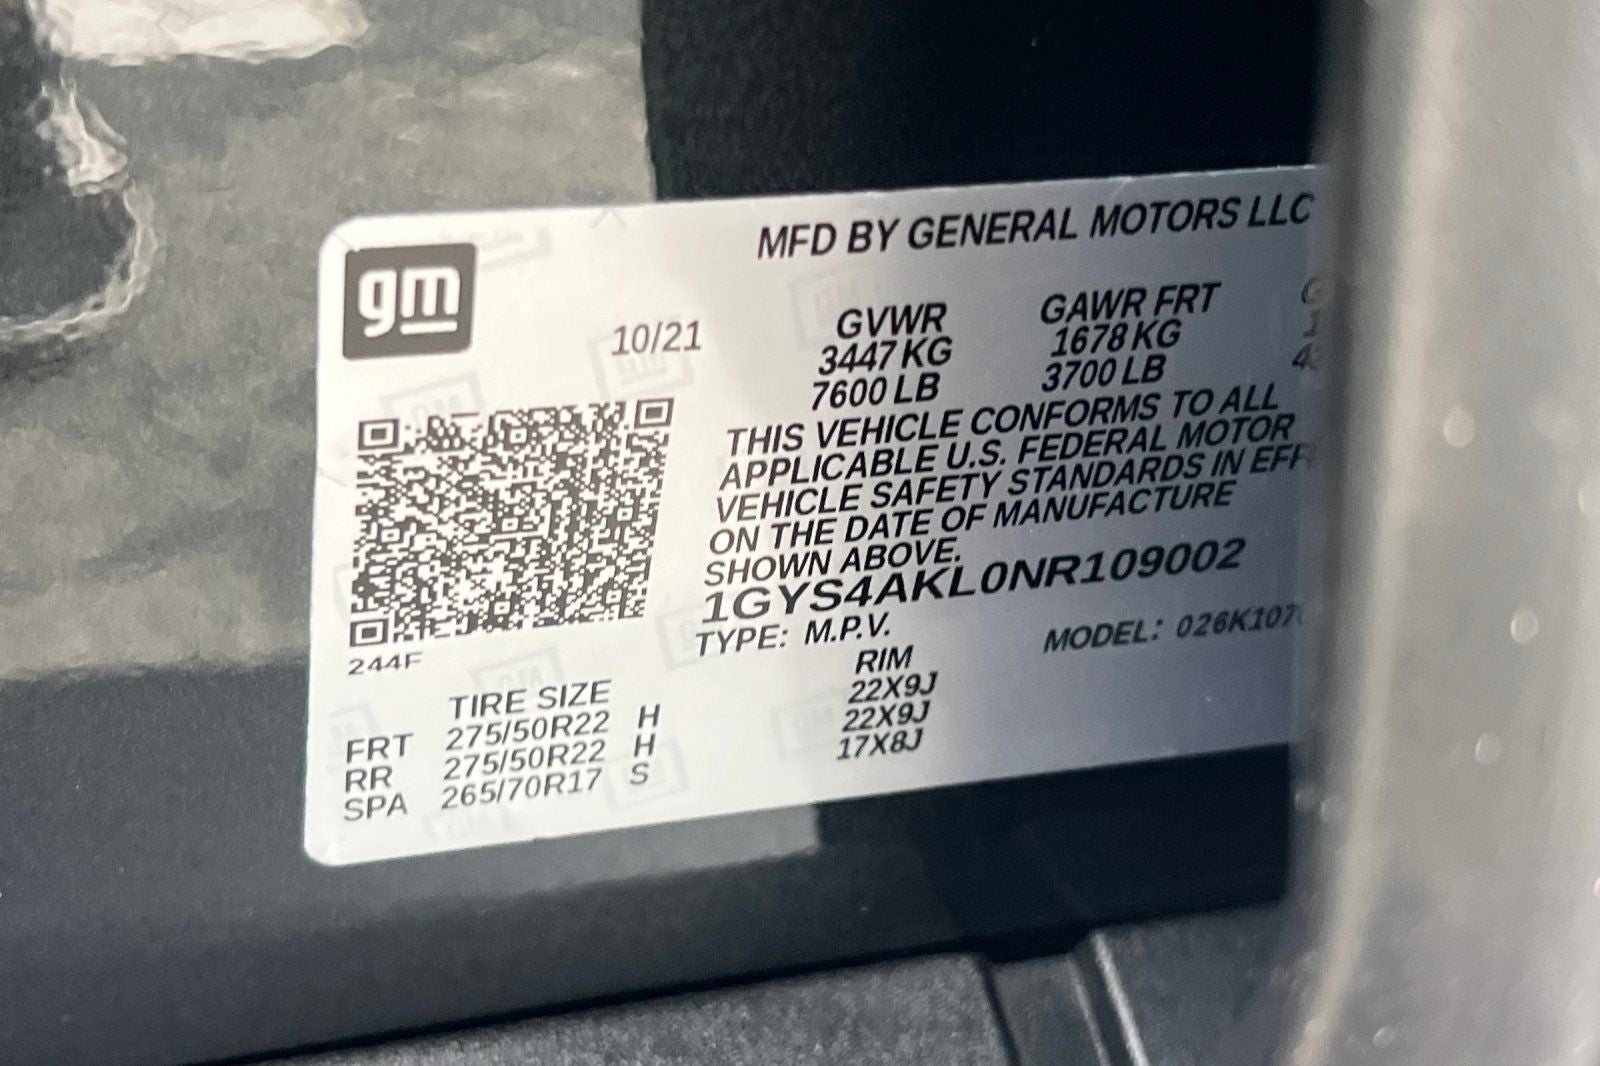 gm
MFD BY GENERAL MOTORS LLC
10/21
GVWR GAWR FRT
3447 KG 1678 KG
7600 LB 3700 LB
THIS VEHICLE CONFORMS TO ALL
APPLICABLE U.S. FEDERAL MOTOR
VEHICLE SAFETY STANDARDS IN
ON THE DATE OF MANUFACTURE
SHOWN ABOVE.
1GYS4AKL0NR109002
TYPE: M.P.V. MODEL:
244F
TIRE SIZE RIM
FRT 275/50R22 H 22X9J
RR 275/50R22 H 22X9J
SPA 265/70R17 S 17X8J